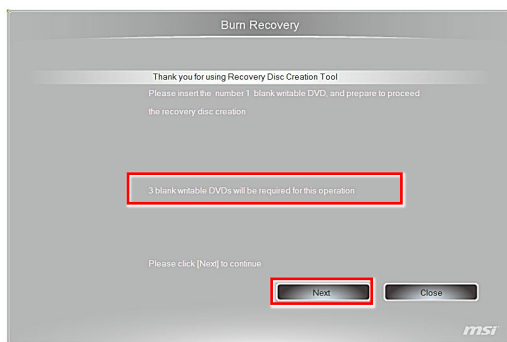 Burn Recovery
Thank you for using Recovery Disc Creation Tool
Please insert the number 1 blank writable DVD, and prepare to proceed
the recovery disc creation
3 blank writable DVDs will be required for this operation
Please click [Next] to continue
Next
Close
msi